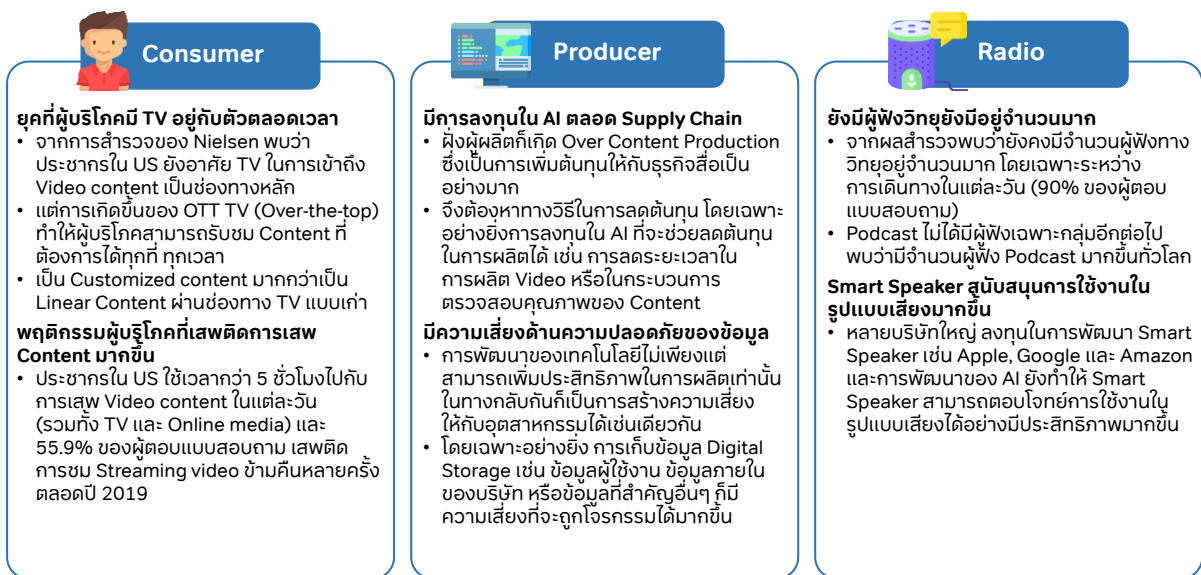 Consumer
ยุคที่ผู้บริโภคมี TV อยู่กับตัวตลอดเวลา
• จากการสำรวจของ Nielsen พบว่า
ประชากรใน US ยังอาศัย TV ในการเข้าถึง
Video content เป็นช่องทางหลัก
• แต่การเกิดขึ้นของ OTT TV (Over-the-top)
ทำให้ผู้บริโภคสามารถรับชม Content ที่
ต้องการได้ทุกที่ ทุกเวลา
• เป็น Customized content มากกว่าเป็น
Linear Content ผ่านช่องทาง TV แบบเก่า
พฤติกรรมผู้บริโภคที่เสพติดการเสพ
Content มากขึ้น
• ประชากรใน US ใช้เวลากว่า 5 ชั่วโมงไปกับ
การเสพ Video content ในแต่ละวัน
(รวมทั้ง TV และ Online media) และ
55.9% ของผู้ตอบแบบสอบถาม เสพติด
การชม Streaming video ข้ามคืนหลายครั้ง
ตลอดปี 2019
Producer
มีการลงทุนใน AI ตลอด Supply Chain
• ฝั่งผู้ผลิตก็เกิด Over Content Production
ซึ่งเป็นการเพิ่มต้นทุนให้กับธุรกิจสื่อเป็น
อย่างมาก
• จึงต้องหาทางวิธีในการลดต้นทุน โดยเฉพาะ
อย่างยิ่งการลงทุนใน AI ที่จะช่วยลดต้นทุน
ในการผลิตได้ เช่น การลดระยะเวลาใน
การผลิต Video หรือในกระบวนการ
ตรวจสอบคุณภาพของ Content
มีความเสี่ยงด้านความปลอดภัยของข้อมูล
• การพัฒนาของเทคโนโลยีไม่เพียงแต่
สามารถเพิ่มประสิทธิภาพในการผลิตเท่านั้น
ในทางกลับกันก็เป็นการสร้างความเสี่ยง
ให้กับอุตสาหกรรมได้เช่นเดียวกัน
• โดยเฉพาะอย่างยิ่ง การเก็บข้อมูล Digital
Storage เช่น ข้อมูลผู้ใช้งาน ข้อมูลภายใน
ของบริษัท หรือข้อมูลที่สำคัญอื่นๆ ก็มี
ความเสี่ยงที่จะถูกโจรกรรมได้มากขึ้น
Radio
ยังมีผู้ฟังวิทยุยังมีอยู่จำนวนมาก
• จากผลสำรวจพบว่ายังคงมีจำนวนผู้ฟังทาง
วิทยุอยู่จำนวนมาก โดยเฉพาะระหว่าง
การเดินทางในแต่ละวัน (90% ของผู้ตอบ
แบบสอบถาม)
• Podcast ไม่ได้มีผู้ฟังเฉพาะกลุ่มอีกต่อไป
พบว่ามีจำนวนผู้ฟัง Podcast มากขึ้นทั่วโลก
Smart Speaker สนับสนุนการใช้งานใน
รูปแบบเสียงมากขึ้น
• หลายบริษัทใหญ่ ลงทุนในการพัฒนา Smart
Speaker เช่น Apple, Google และ Amazon
และการพัฒนาของ AI ยังทำให้ Smart
Speaker สามารถตอบโจทย์การใช้งานใน
รูปแบบเสียงได้อย่างมีประสิทธิภาพมากขึ้น